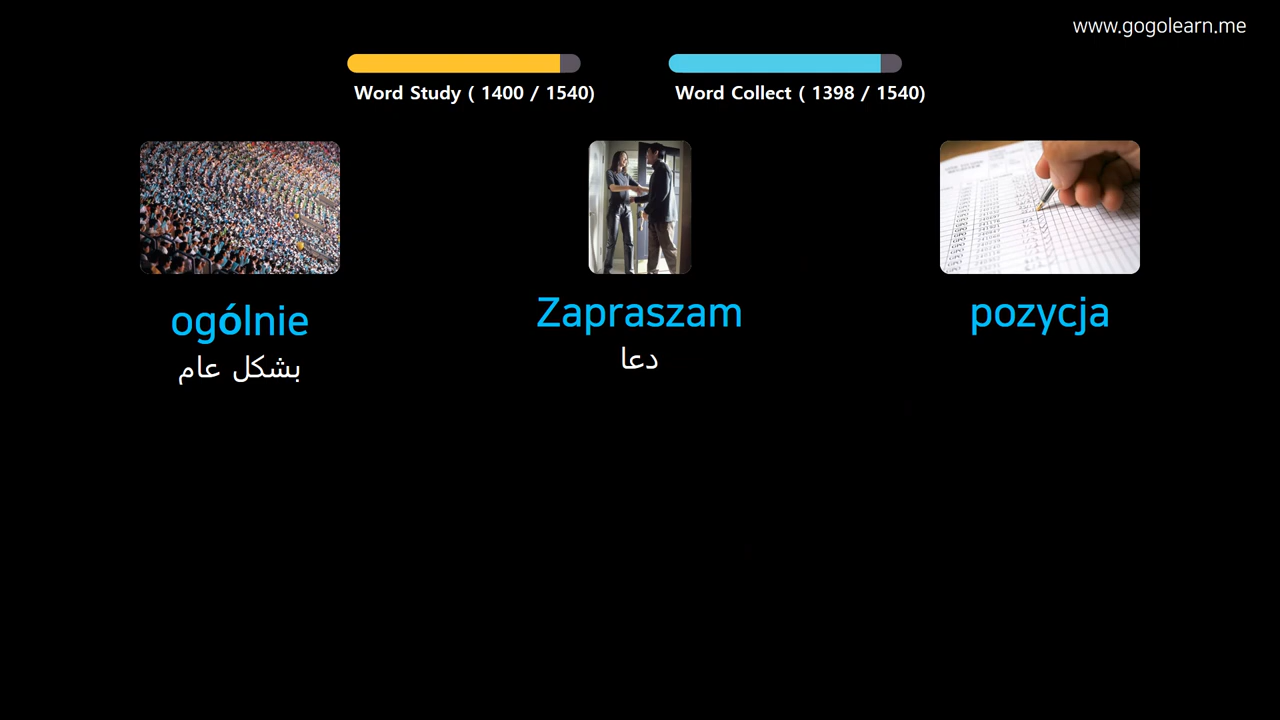 www.gogolearn.me
Word Study ( 1400 / 1540)
Word Collect ( 1398 / 1540)
ogólnie
بشكل عام
Zapraszam
دعا
pozycja